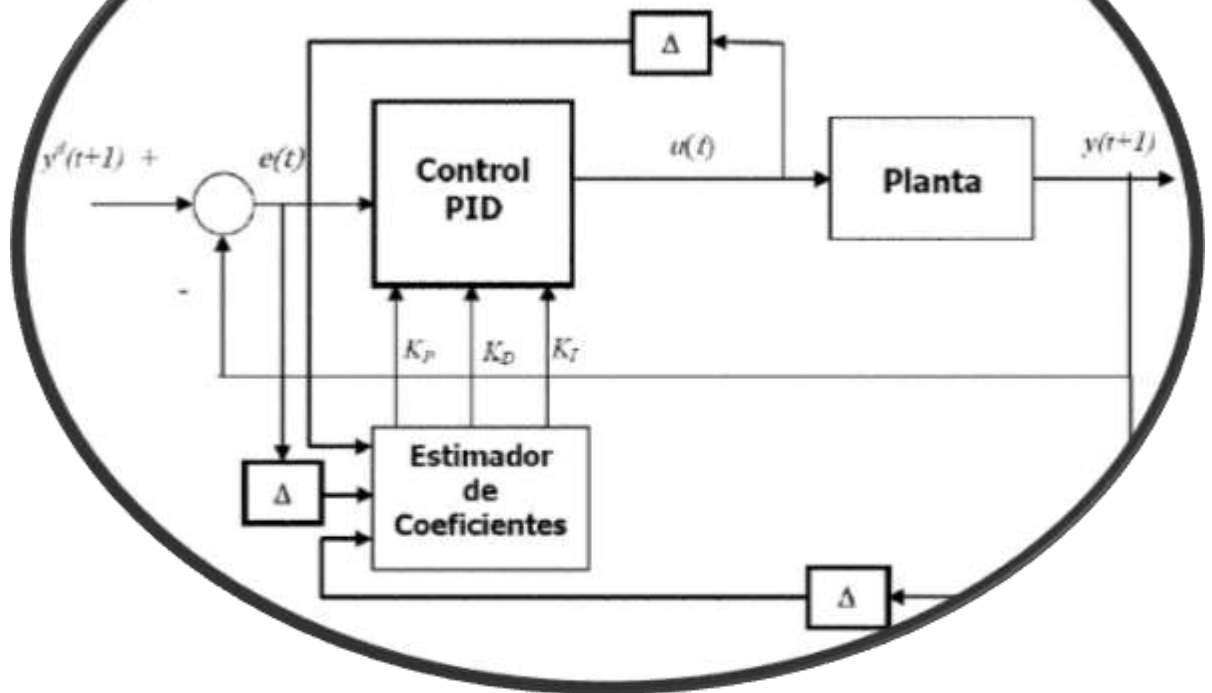 Δ
y^d(t+1) +
e(t)
Control
PID
u(t)
Planta
y(t+1)
-
K_P
K_D
K_I
Δ
Estimador
de
Coeficientes
Δ